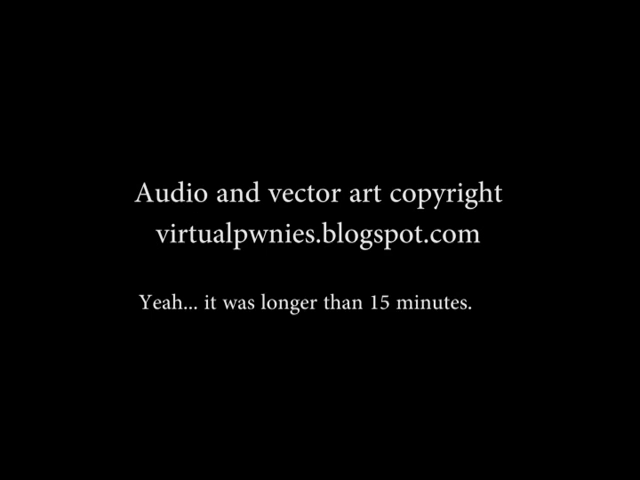 Audio and vector art copyright
virtualpwnies.blogspot.com
Yeah... it was longer than 15 minutes.